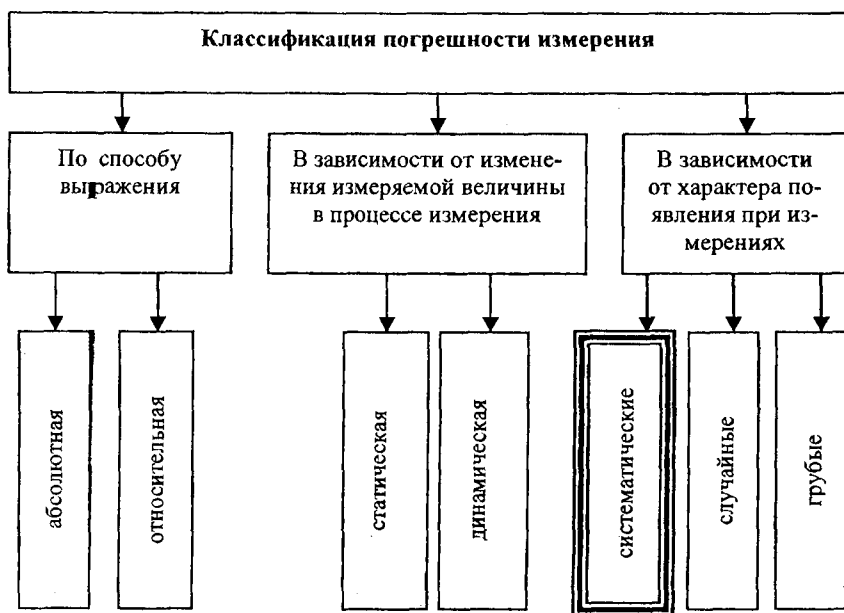 Классификация погрешности измерения
По способу
выражения
В зависимости от измене-
ния измеряемой величины
в процессе измерения
В зависимости
от характера по-
явления при из-
мерениях
абсолютная
относительная
статическая
динамическая
систематические
случайные
грубые